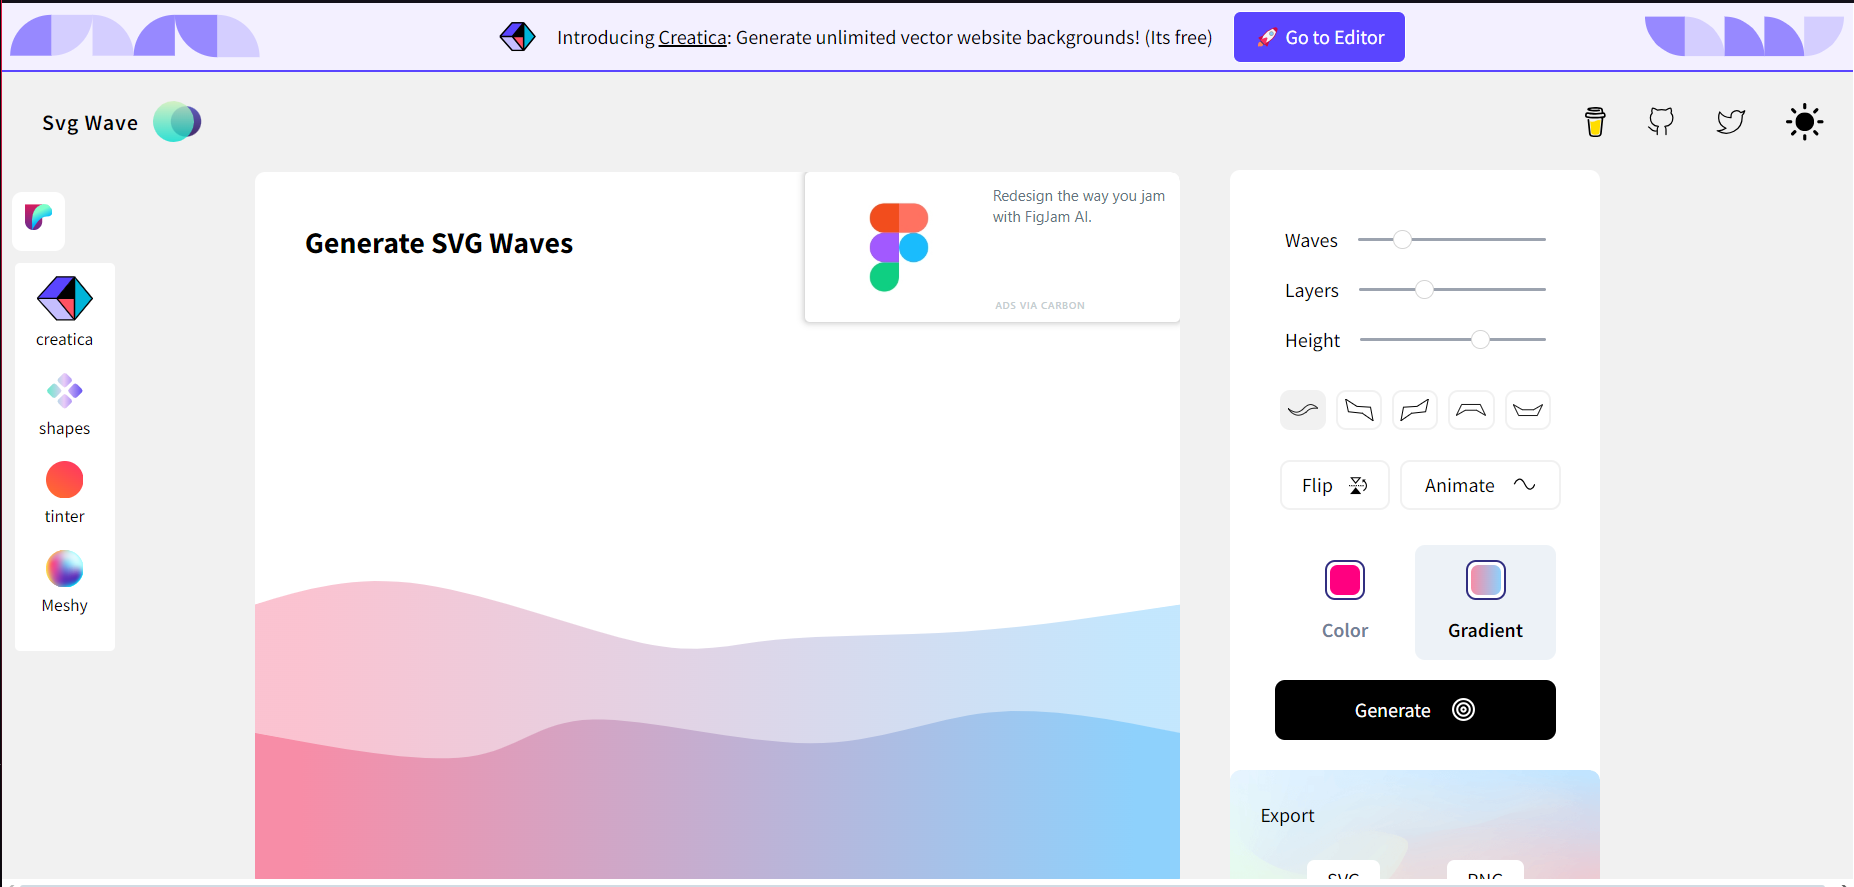 Introducing Creatica: Generate unlimited vector website backgrounds! (Its free)
🚀 Go to Editor
Svg Wave
creatica
shapes
tinter
Meshy
Generate SVG Waves
Redesign the way you jam
with FigJam AI.
ADS VIA CARBON
Waves
Layers
Height
Flip
Animate
Color
Gradient
Generate
Export
SVG
PNG